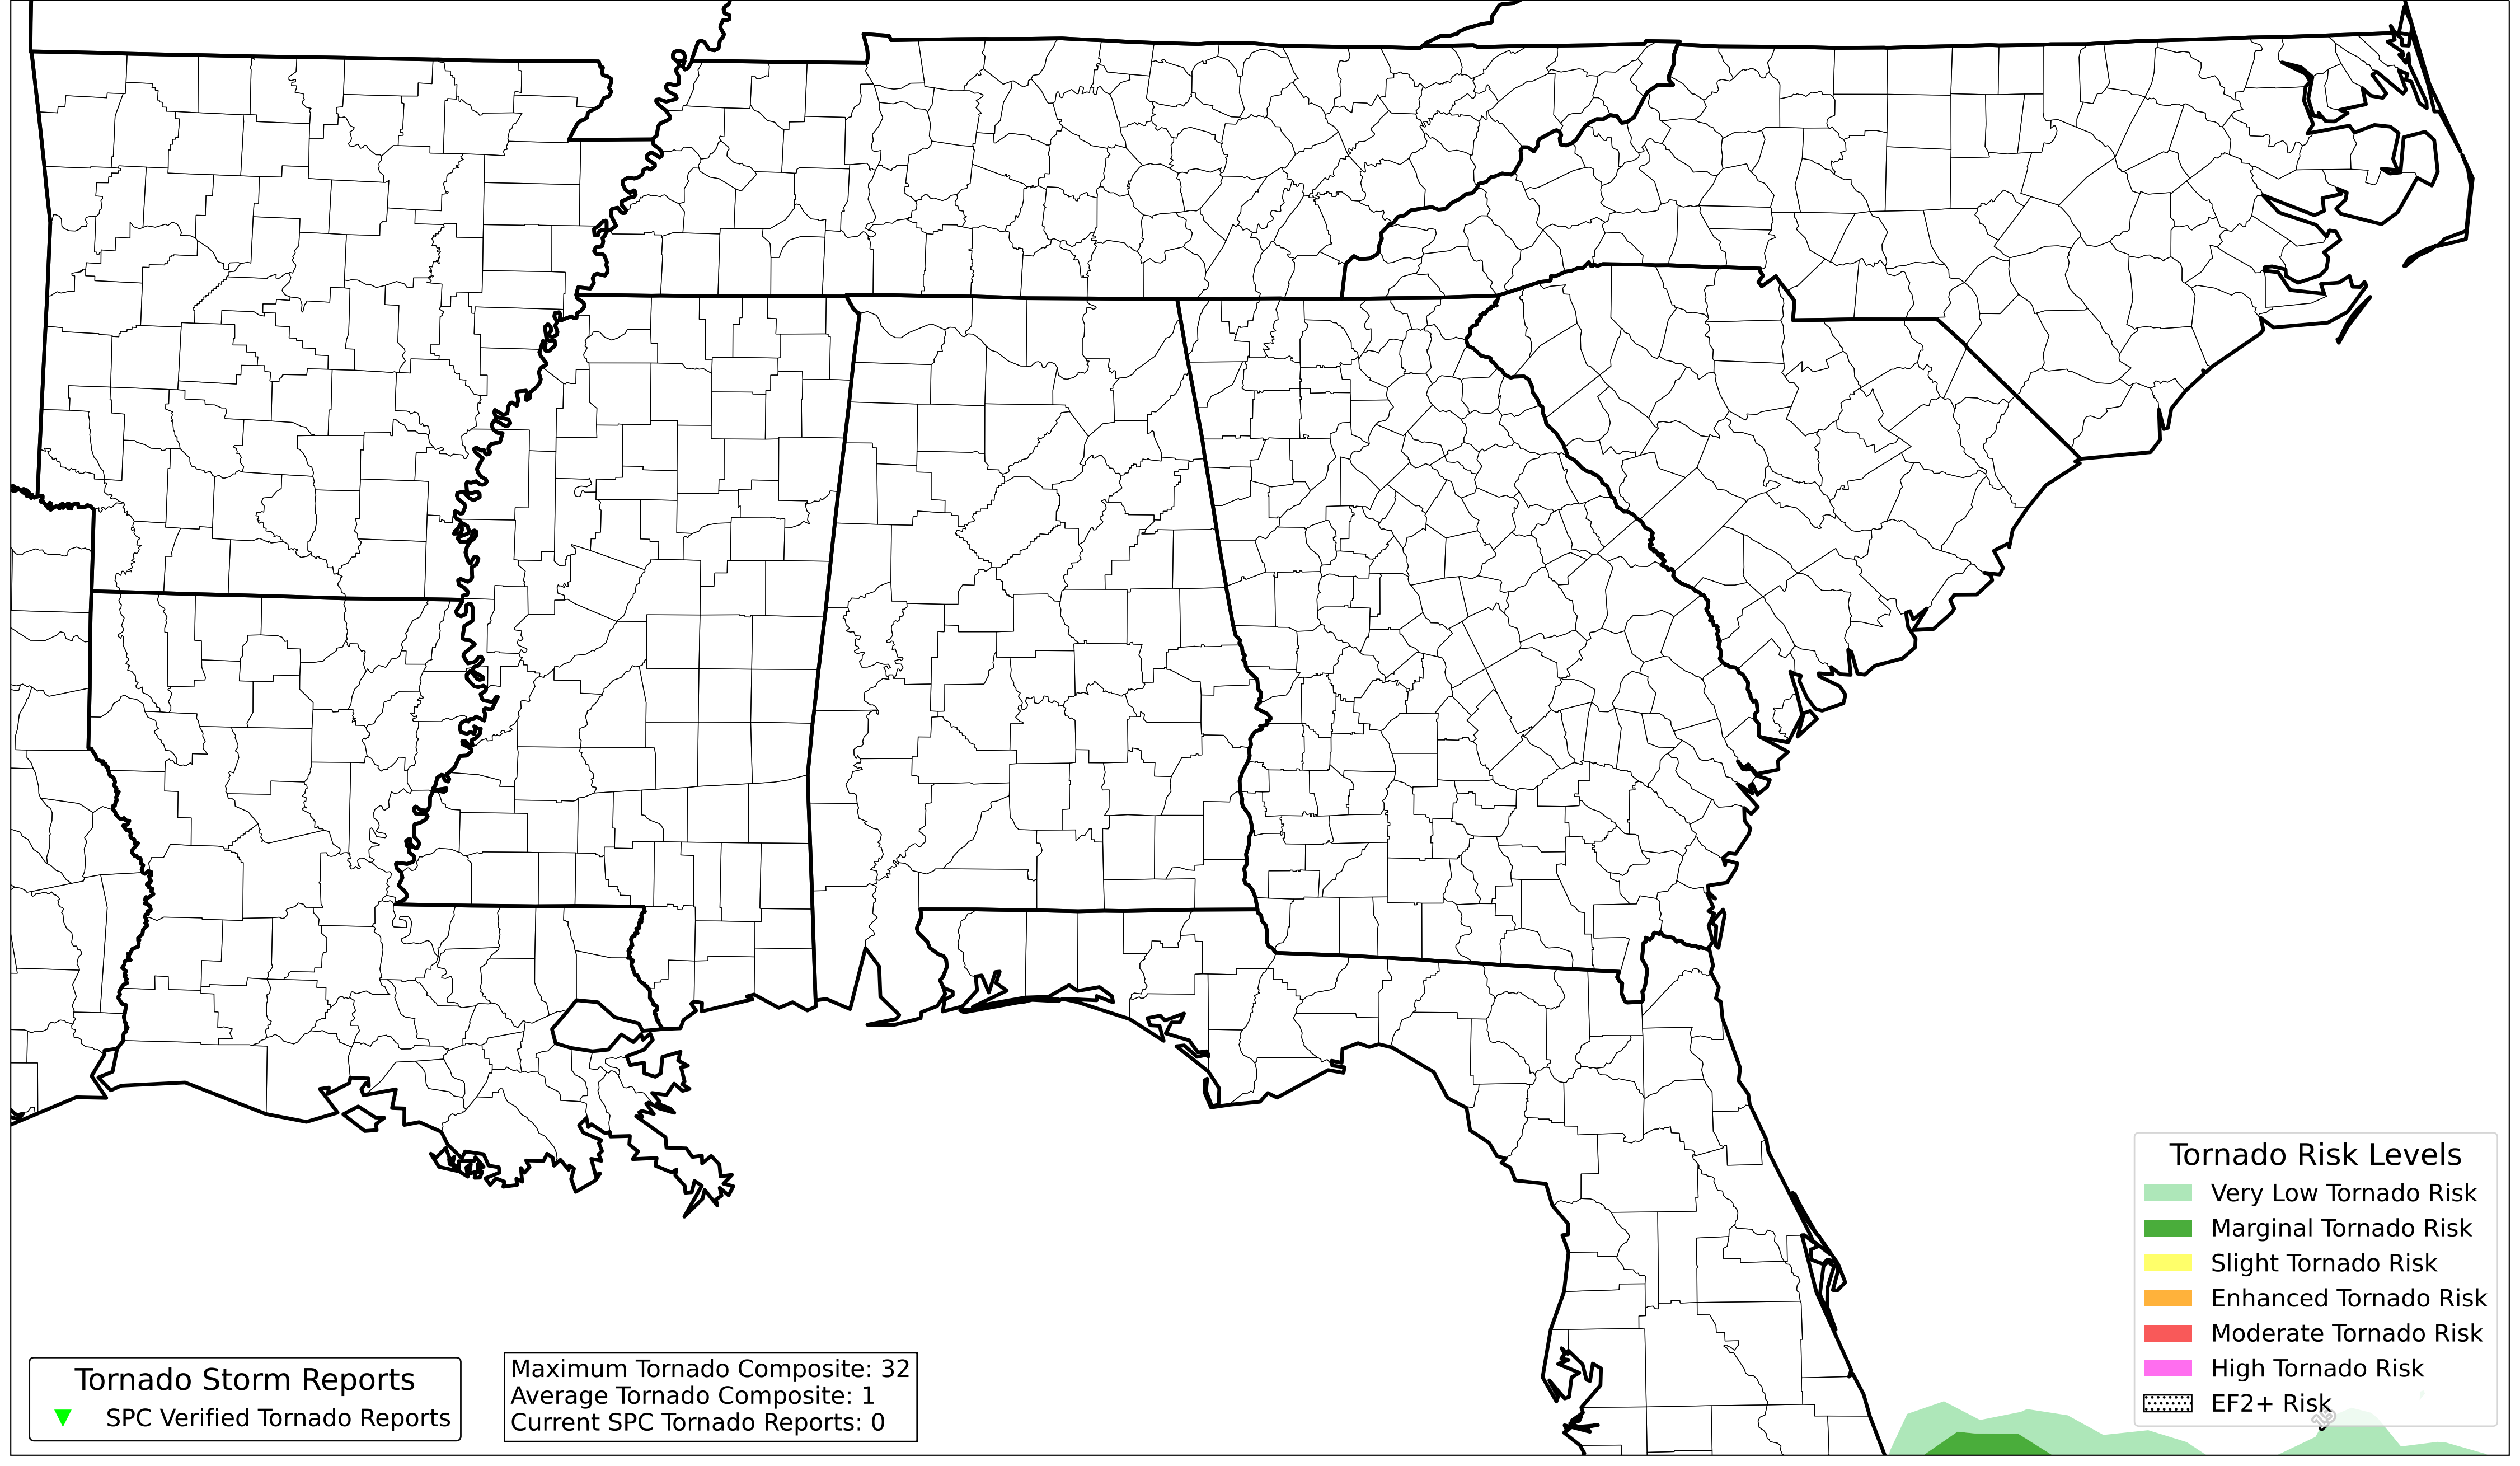 Tornado Risk Levels
Very Low Tornado Risk
Marginal Tornado Risk
Slight Tornado Risk
Enhanced Tornado Risk
Moderate Tornado Risk
High Tornado Risk
EF2+ Risk
15
Tornado Storm Reports
SPC Verified Tornado Reports
Maximum Tornado Composite: 32
Average Tornado Composite: 1
Current SPC Tornado Reports: 0